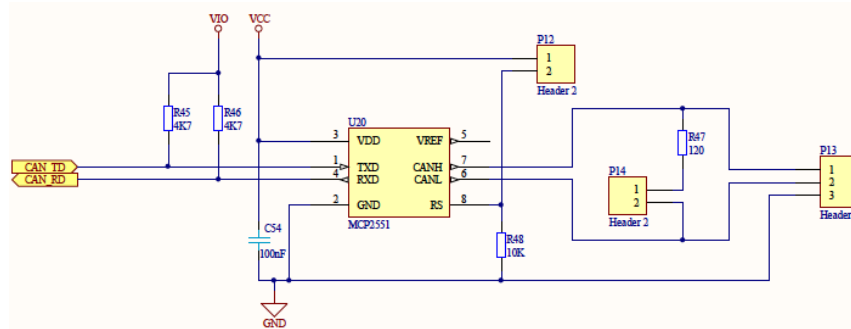 VIO VCC
P12
1
2
Header 2
R45
4K7
R46
4K7
U20
3 VDD VREF 5
1 TXD CANH 7
4 RXD CANL 6
2 GND RS 8
MCP2551
CAN_TD
CAN_RD
R47
120
P14
1
2
Header 2
P13
1
2
3
Header
C54
100nF
R48
10K
GND